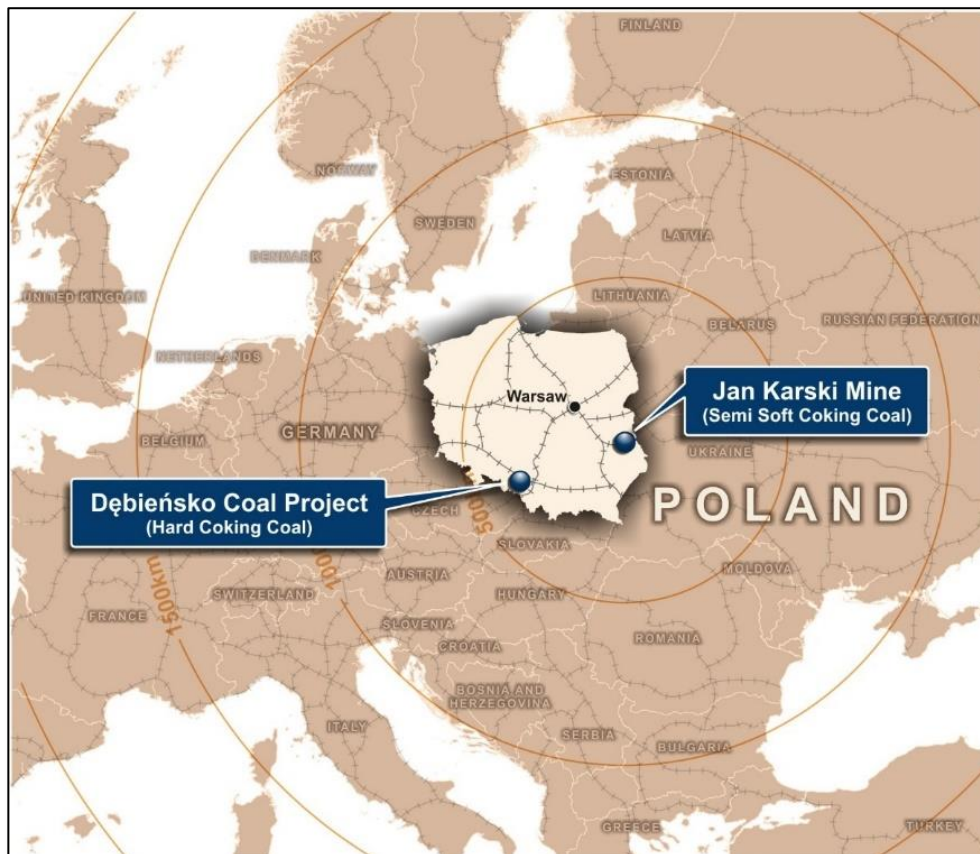 FINLAND
NORWAY
ESTONIA
SWEDEN
LATVIA
DENMARK
UNITED KINGDOM
LITHUANIA
BELARUS
RUSSIAN FEDERATION
NETHERLANDS
Warsaw
Jan Karski Mine
(Semi Soft Coking Coal)
BELGIUM
GERMANY
UKRAINE
Dębieńsko Coal Project
(Hard Coking Coal)
CZECH
POLAND
SLOVAKIA
MOLDOVA
AUSTRIA
SWITZERLAND
HUNGARY
FRANCE
1500km
SLOVENIA
CROATIA
ROMANIA
BOSNIA AND
HERZEGOVINA
ITALY
SERBIA
BULGARIA
GREECE
TURKEY